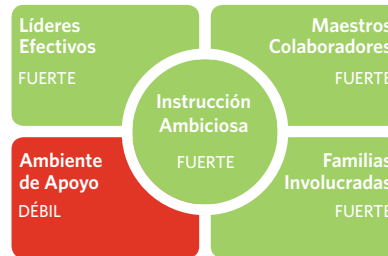 Líderes
Efectivos
FUERTE
Maestros
Colaboradores
FUERTE
Instrucción
Ambiciosa
FUERTE
Ambiente
de Apoyo
DÉBIL
Familias
Involucradas
FUERTE